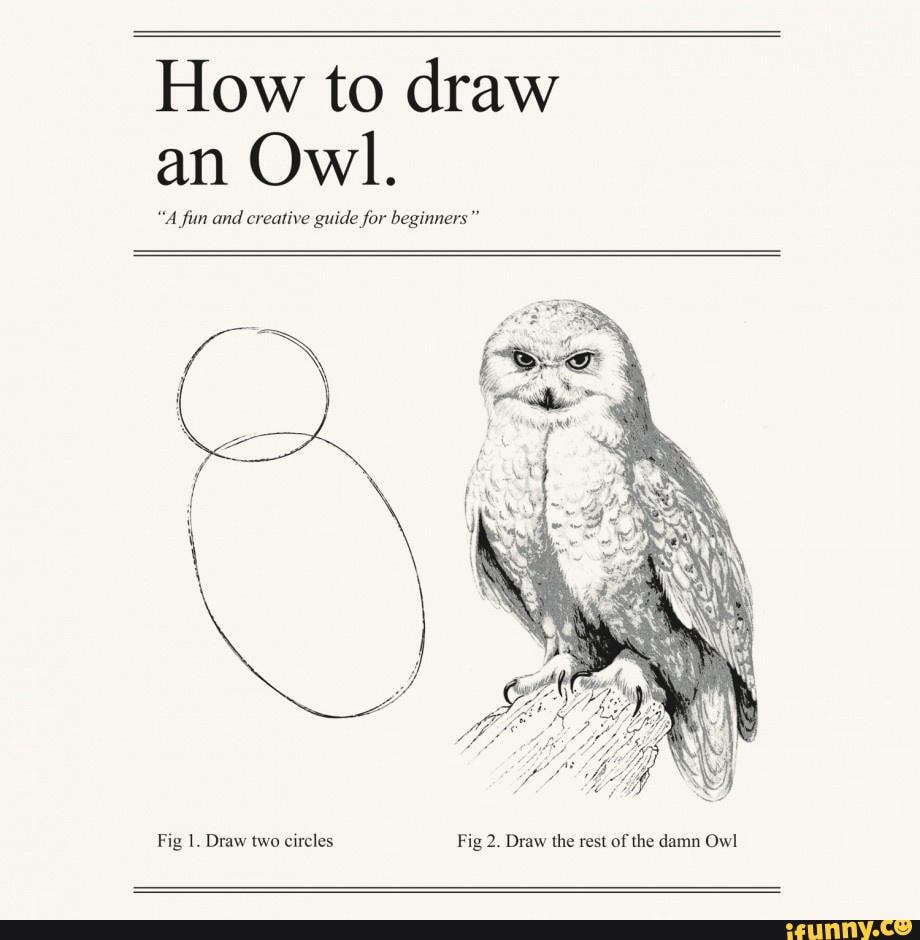 How to draw
an Owl.
“A fun and creative guide for beginners”
Fig 1. Draw two circles
Fig 2. Draw the rest of the damn Owl
ifunny.co